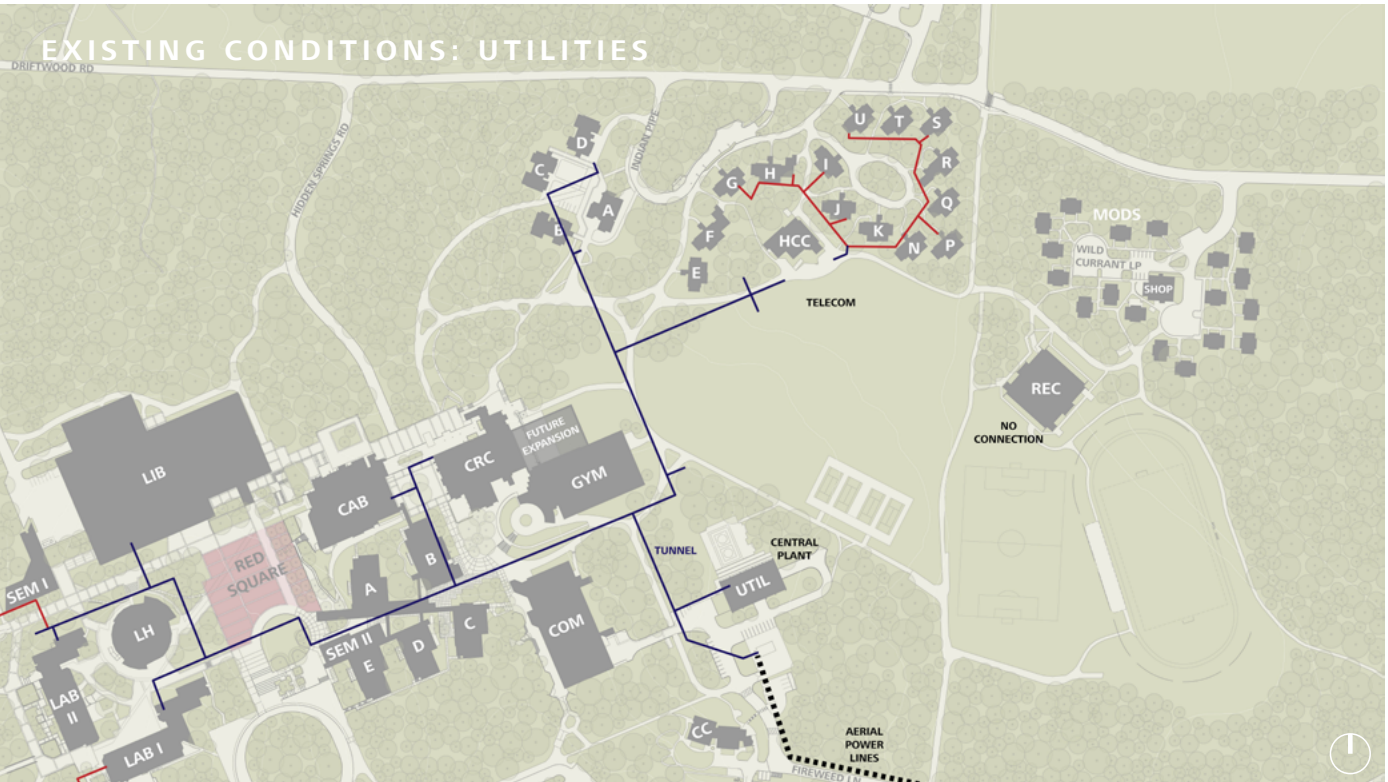 EXISTING CONDITIONS: UTILITIES
DRIFTWOOD RD
HIDDEN SPRINGS RD
INDIAN PIPE
D
C
A
B
U
T
S
R
Q
P
N
K
J
I
H
G
F
E
HCC
TELECOM
MODS
WILD
CURRANT LP
SHOP
REC
NO
CONNECTION
LIB
CAB
CRC
FUTURE
EXPANSION
GYM
RED
SQUARE
SEM I
LH
LAB
II
LAB I
A
B
SEM II
E
D
C
COM
TUNNEL
CENTRAL
PLANT
UTIL
CC
AERIAL
POWER
LINES
FIREWEED LN